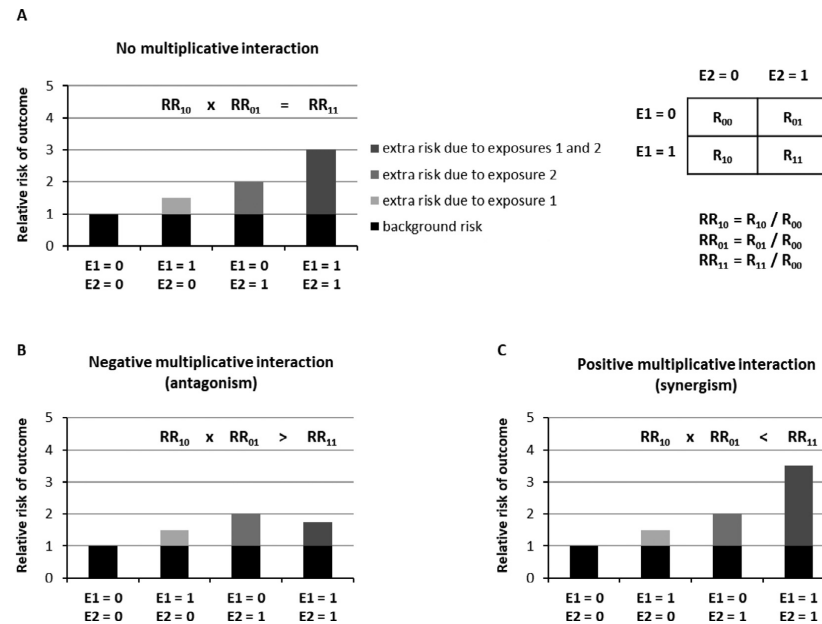 A
No multiplicative interaction
Relative risk of outcome
5
4
3
2
1
0
RR₁₀ x RR₀₁ = RR₁₁
E1 = 0 E1 = 1 E1 = 0 E1 = 1
E2 = 0 E2 = 0 E2 = 1 E2 = 1
extra risk due to exposures 1 and 2
extra risk due to exposure 2
extra risk due to exposure 1
background risk
E2 = 0 E2 = 1
E1 = 0 R₀₀ R₀₁
E1 = 1 R₁₀ R₁₁
RR₁₀ = R₁₀ / R₀₀
RR₀₁ = R₀₁ / R₀₀
RR₁₁ = R₁₁ / R₀₀
B
Negative multiplicative interaction
(antagonism)
Relative risk of outcome
5
4
3
2
1
0
RR₁₀ x RR₀₁ > RR₁₁
E1 = 0 E1 = 1 E1 = 0 E1 = 1
E2 = 0 E2 = 0 E2 = 1 E2 = 1
C
Positive multiplicative interaction
(synergism)
Relative risk of outcome
5
4
3
2
1
0
RR₁₀ x RR₀₁ < RR₁₁
E1 = 0 E1 = 1 E1 = 0 E1 = 1
E2 = 0 E2 = 0 E2 = 1 E2 = 1